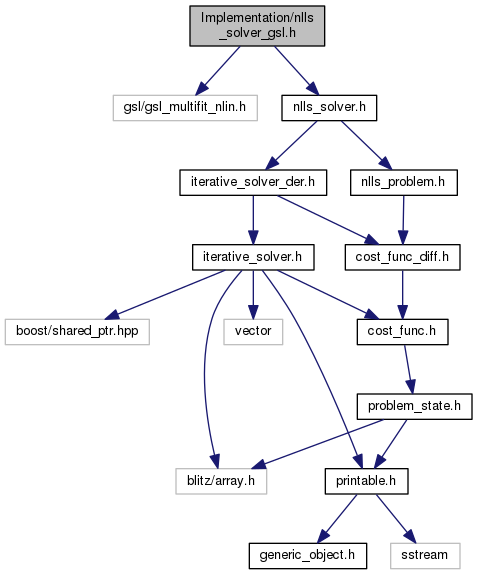 Implementation/nlls
_solver_gsl.h
gsl/gsl_multifit_nlin.h
nlls_solver.h
iterative_solver_der.h
nlls_problem.h
iterative_solver.h
cost_func_diff.h
boost/shared_ptr.hpp
vector
cost_func.h
problem_state.h
blitz/array.h
printable.h
generic_object.h
sstream